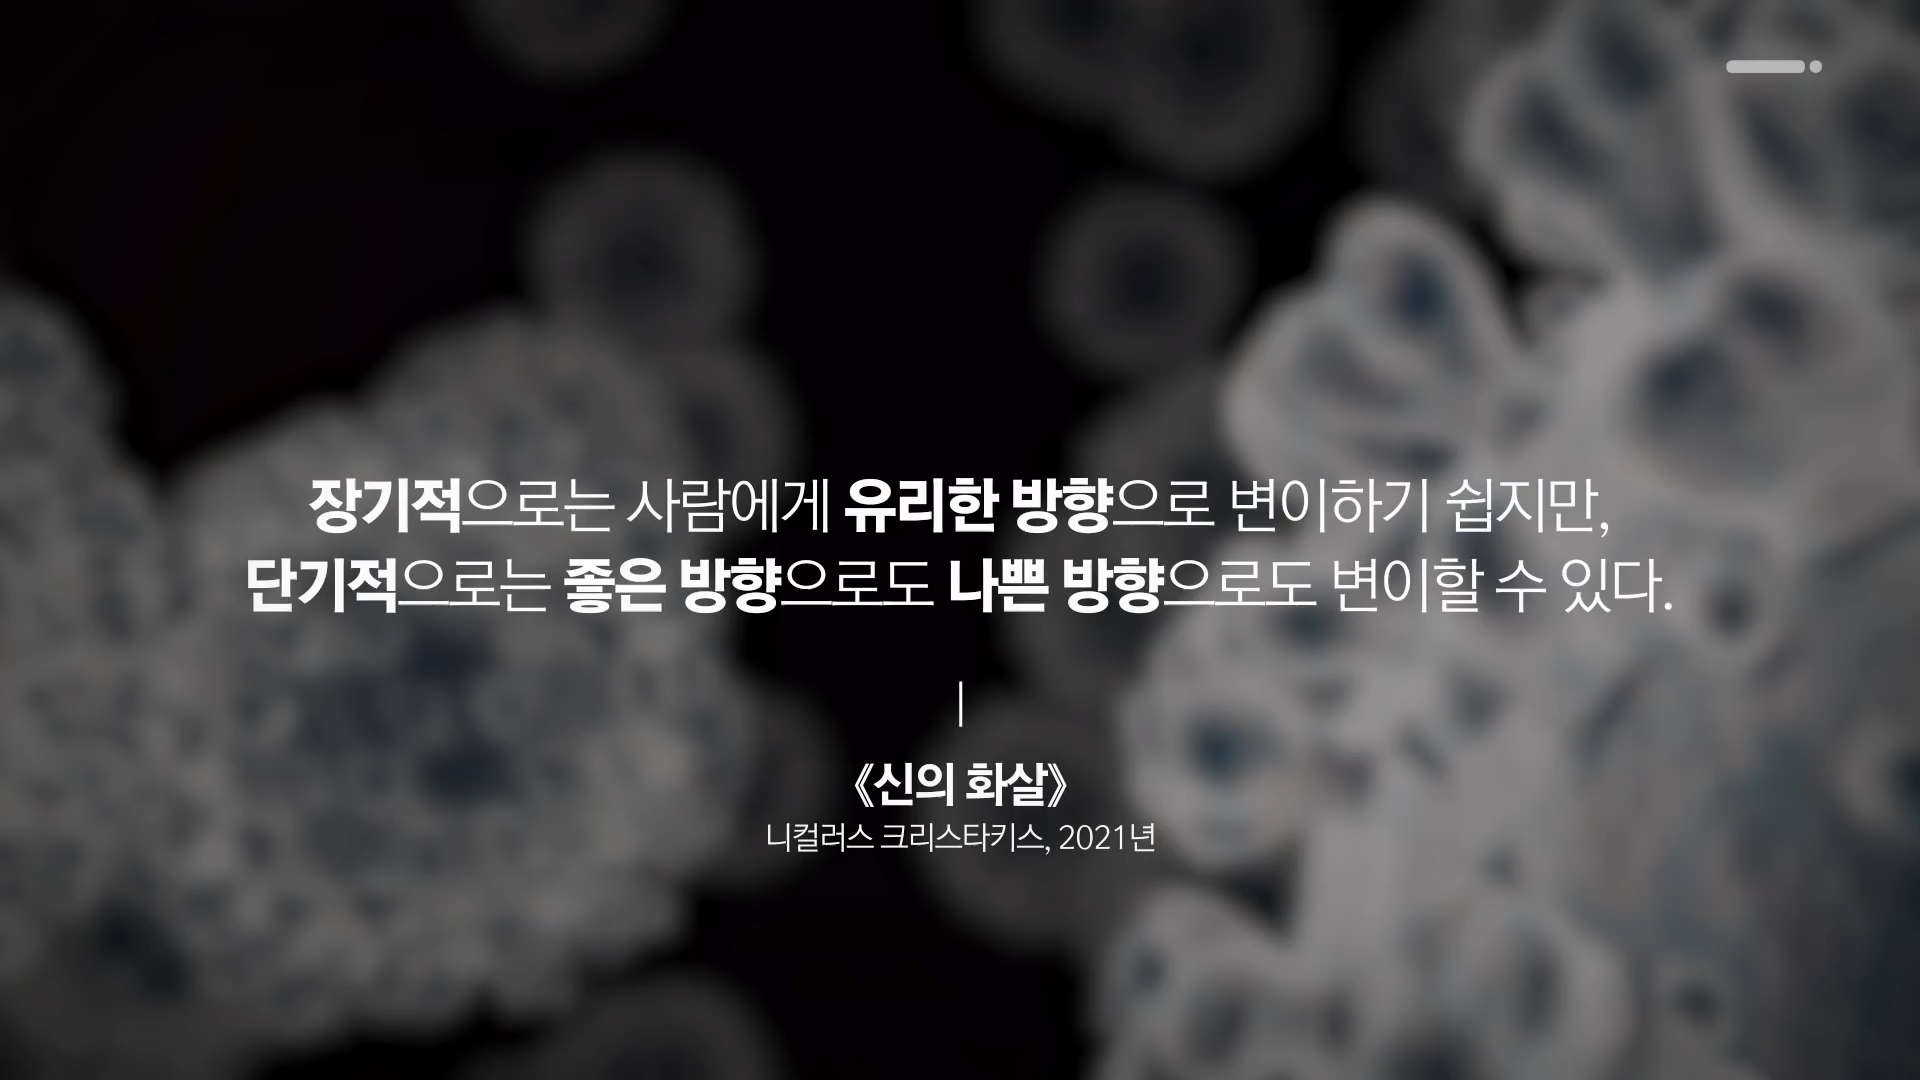 장기적으로는 사람에게 유리한 방향으로 변이하기 쉽지만,
단기적으로는 좋은 방향으로도 나쁜 방향으로도 변이할 수 있다.
《신의 화살》
니컬러스 크리스타키스, 2021년